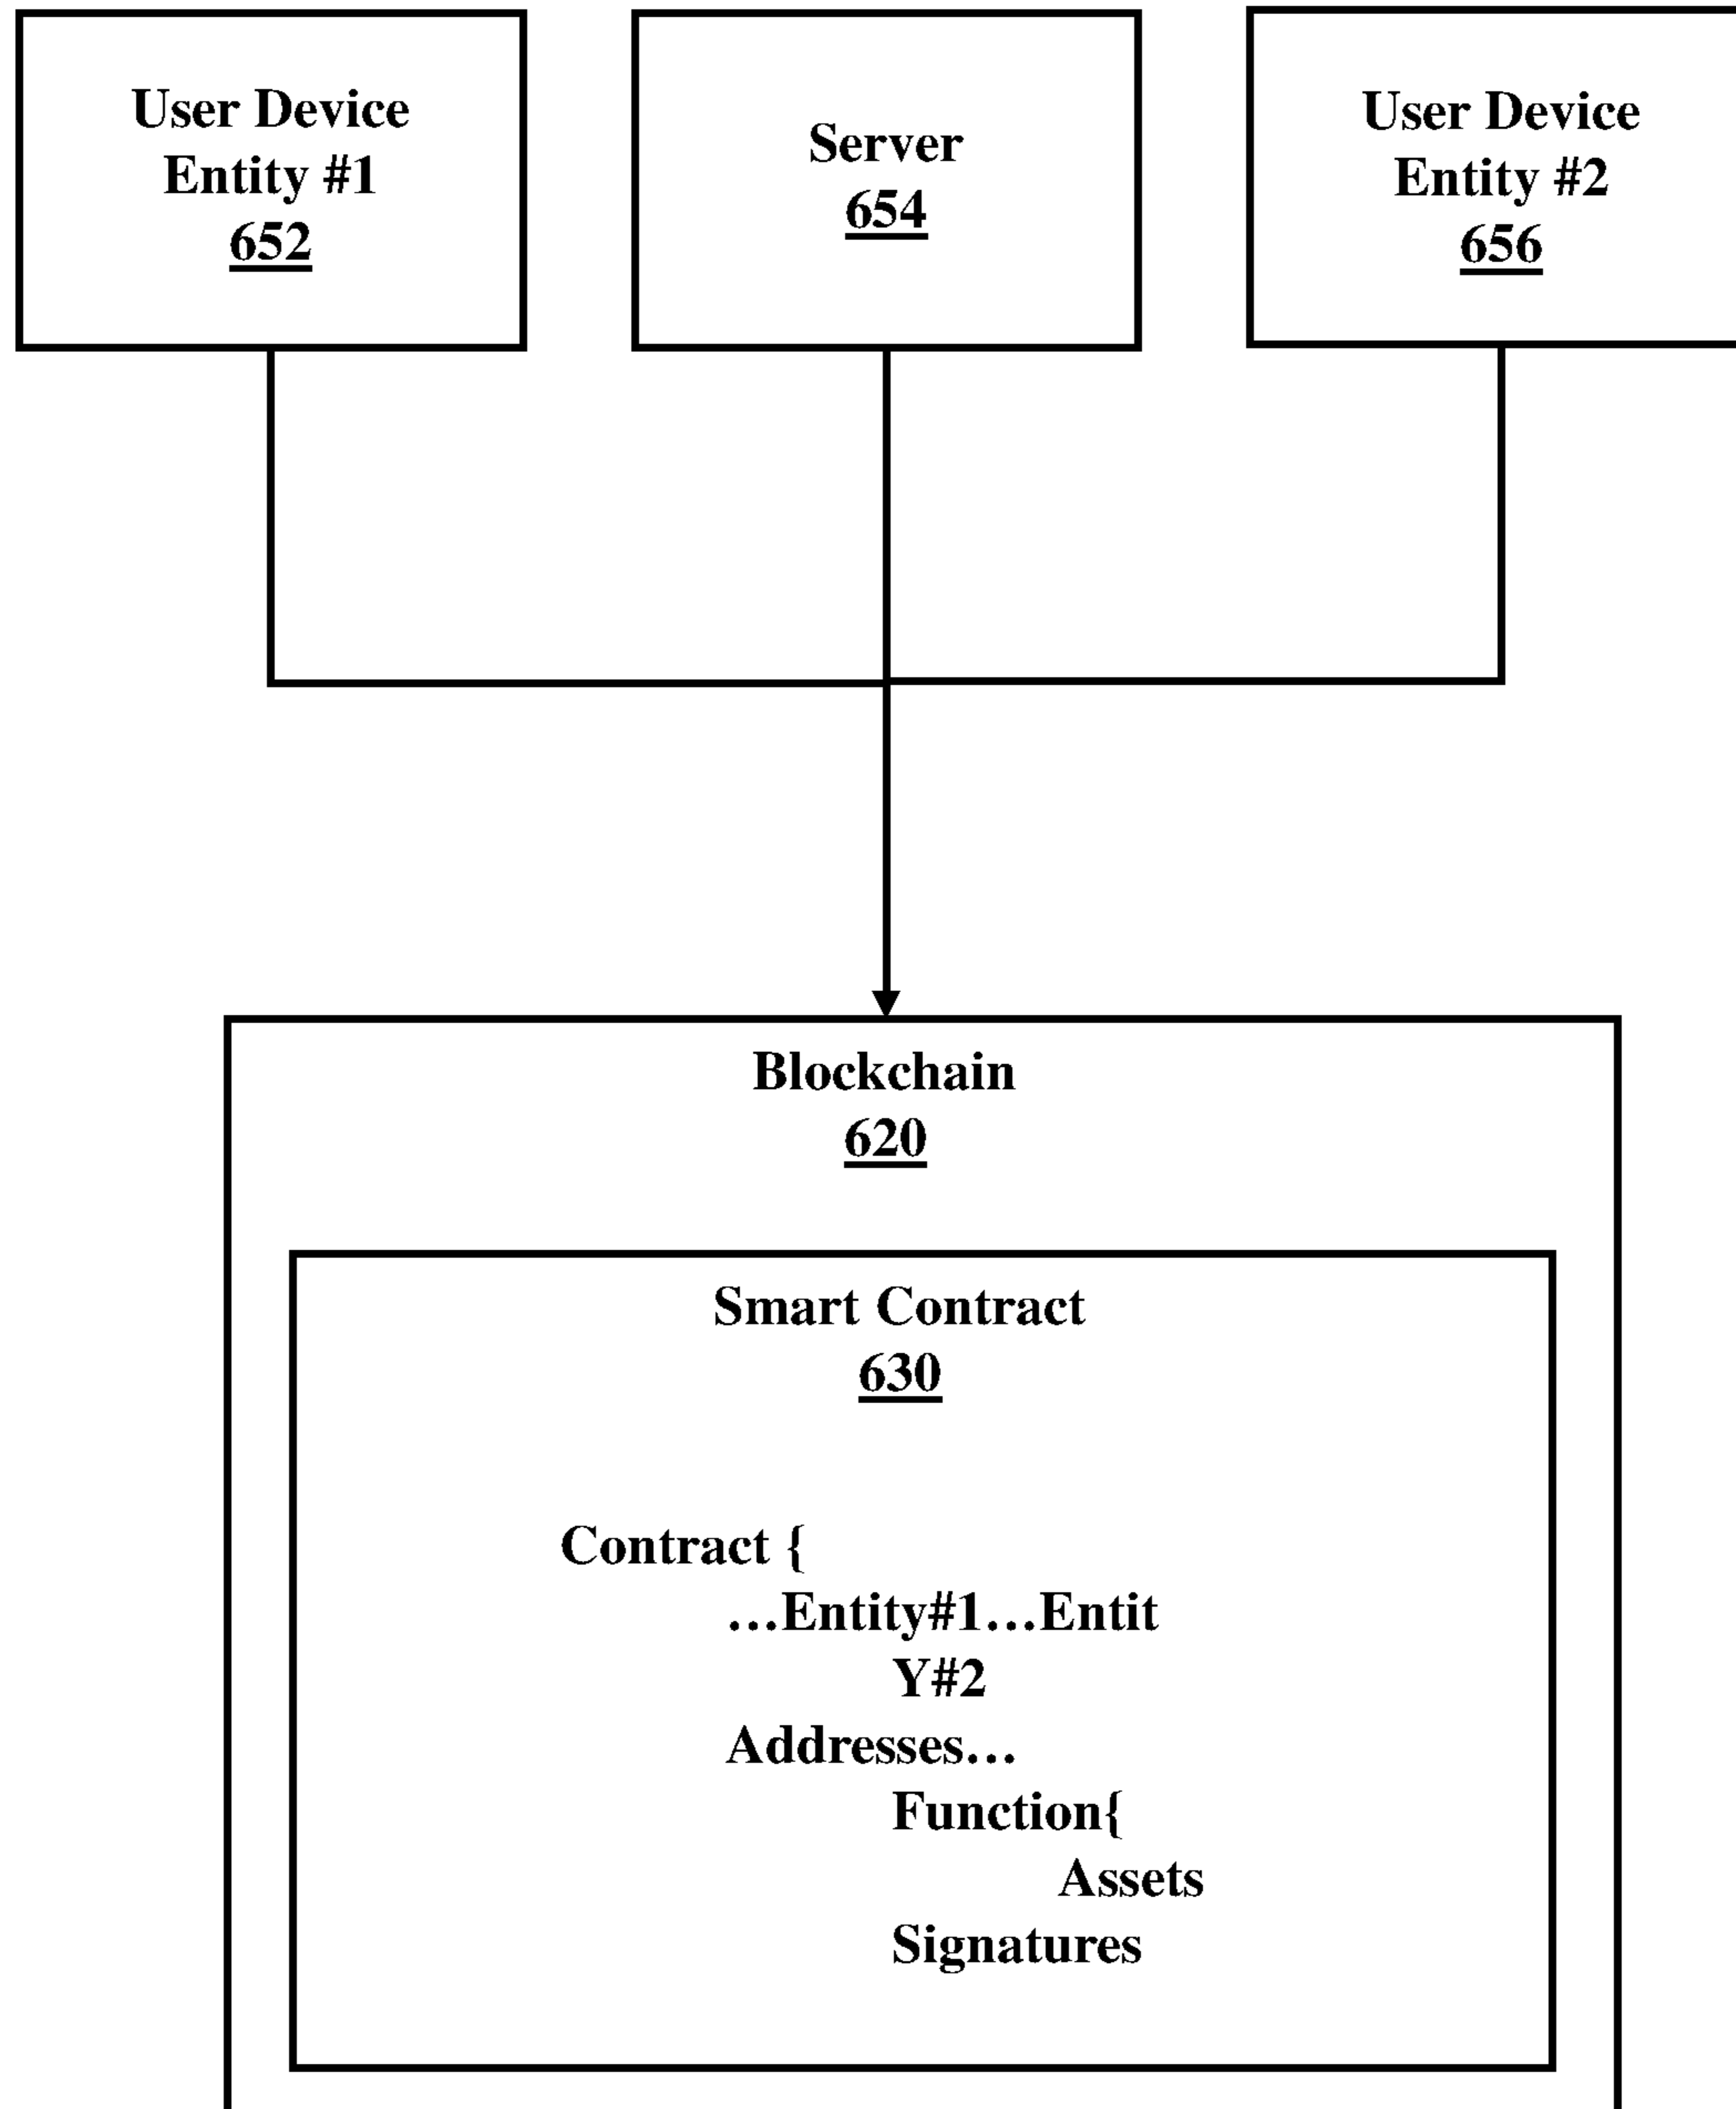 User Device
Entity #1
652
Server
654
User Device
Entity #2
656
Blockchain
620
Smart Contract
630
Contract {
…Entity#1…Entit
Y#2
Addresses…
Function{
Assets
Signatures